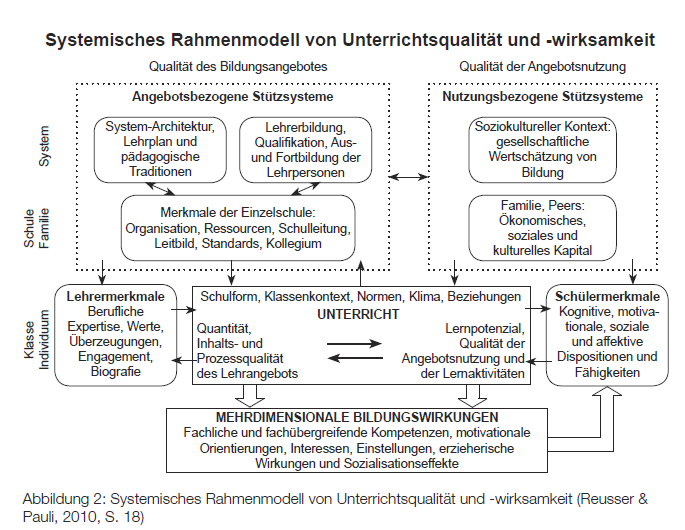 Systemisches Rahmenmodell von Unterrichtsqualität und -wirksamkeit
Qualität des Bildungsangebotes
Qualität der Angebotsnutzung
System
Schule
Familie
Klasse
Individuum
Angebotsbezogene Stützsysteme
System-Architektur,
Lehrplan und
pädagogische
Traditionen
Lehrerbildung,
Qualifikation, Aus-
und Fortbildung der
Lehrpersonen
Merkmale der Einzelschule:
Organisation, Ressourcen, Schulleitung,
Leitbild, Standards, Kollegium
Nutzungsbezogene Stützsysteme
Soziokultureller Kontext:
gesellschaftliche
Wertschätzung von
Bildung
Familie, Peers:
Ökonomisches,
soziales und
kulturelles Kapital
Lehrermerkmale
Berufliche
Expertise, Werte,
Überzeugungen,
Engagement,
Biografie
Schulform, Klassenkontext, Normen, Klima, Beziehungen
UNTERRICHT
Quantität,
Inhalts- und
Prozessqualität
des Lehrangebots
Lernpotenzial,
Qualität der
Angebotsnutzung und
der Lernaktivitäten
Schülermerkmale
Kognitive, motiva-
tionale, soziale
und affektive
Dispositionen und
Fähigkeiten
MEHRDIMENSIONALE BILDUNGSWIRKUNGEN
Fachliche und fachübergreifende Kompetenzen, motivationale
Orientierungen, Interessen, Einstellungen, erzieherische
Wirkungen und Sozialisationseffekte
Abbildung 2: Systemisches Rahmenmodell von Unterrichtsqualität und -wirksamkeit (Reusser &
Pauli, 2010, S. 18)